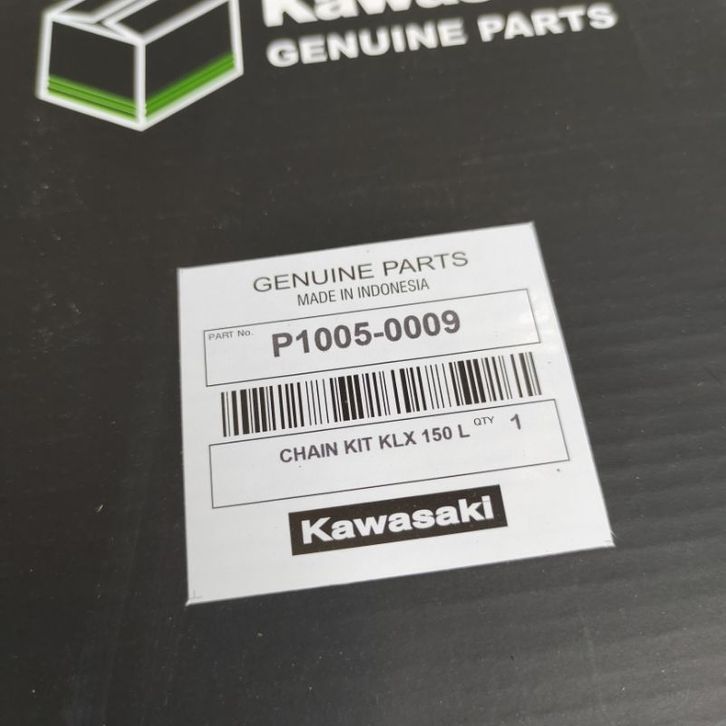 GENUINE PARTS
GENUINE PARTS
MADE IN INDONESIA
PART No.
P1005-0009
CHAIN KIT KLX 150 L QTY 1
Kawasaki